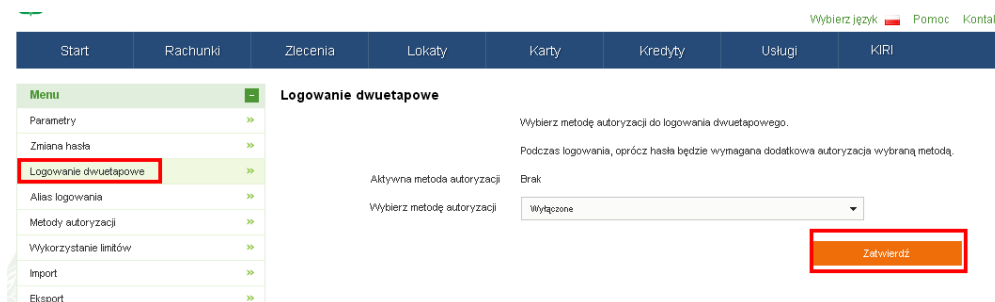 Wybierz język Pomoc Kontal
Start Rachunki Zlecenia Lokaty Karty Kredyty Usługi KIRI
Menu
Parametry
Zmiana hasła
Logowanie dwuetapowe
Alias logowania
Metody autoryzacji
Wykorzystanie limitów
Import
Eksport
Logowanie dwuetapowe
Wybierz metodę autoryzacji do logowania dwuetapowego.
Podczas logowania, oprócz hasła będzie wymagana dodatkowa autoryzacja wybraną metodą.
Aktywna metoda autoryzacji Brak
Wybierz metodę autoryzacji Wyłączone
Zatwierdź